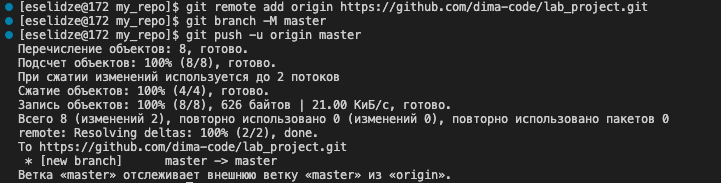 [eselidze@172 my_repo]$ git remote add origin https://github.com/dima-code/lab_project.git
[eselidze@172 my_repo]$ git branch -M master
[eselidze@172 my_repo]$ git push -u origin master
Перечисление объектов: 8, готово.
Подсчет объектов: 100% (8/8), готово.
При сжатии изменений используется до 2 потоков
Сжатие объектов: 100% (4/4), готово.
Запись объектов: 100% (8/8), 626 байтов | 21.00 КиБ/с, готово.
Всего 8 (изменений 2), повторно использовано 0 (изменений 0), повторно использовано пакетов 0
remote: Resolving deltas: 100% (2/2), done.
To https://github.com/dima-code/lab_project.git
 * [new branch]      master -> master
Ветка «master» отслеживает внешнюю ветку «master» из «origin».